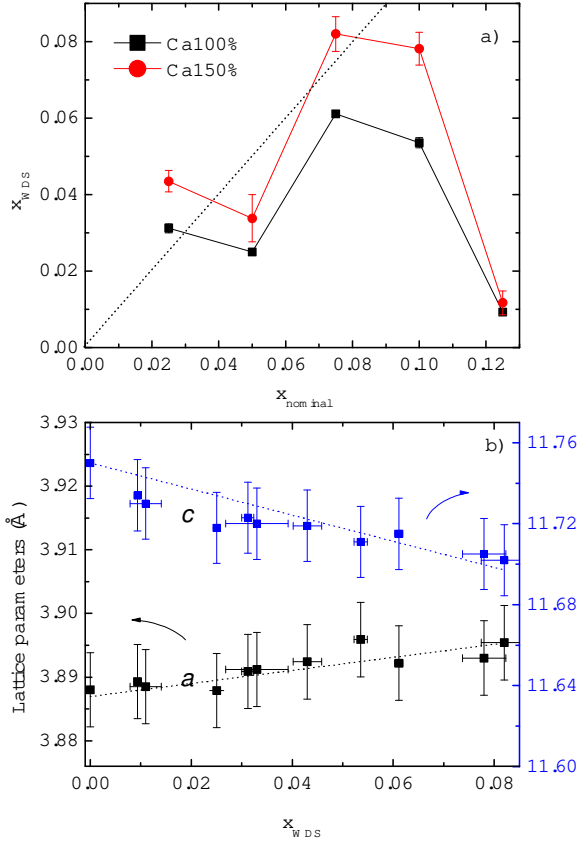 a)
Ca100%
Ca150%
0.08
0.06
0.04
0.02
0.00
x_WDS
0.00 0.02 0.04 0.06 0.08 0.10 0.12
x_nominal
b)
3.93
3.92
3.91
3.90
3.89
3.88
Lattice parameters (Å)
c
a
11.76
11.72
11.68
11.64
11.60
0.00 0.02 0.04 0.06 0.08
x_WDS